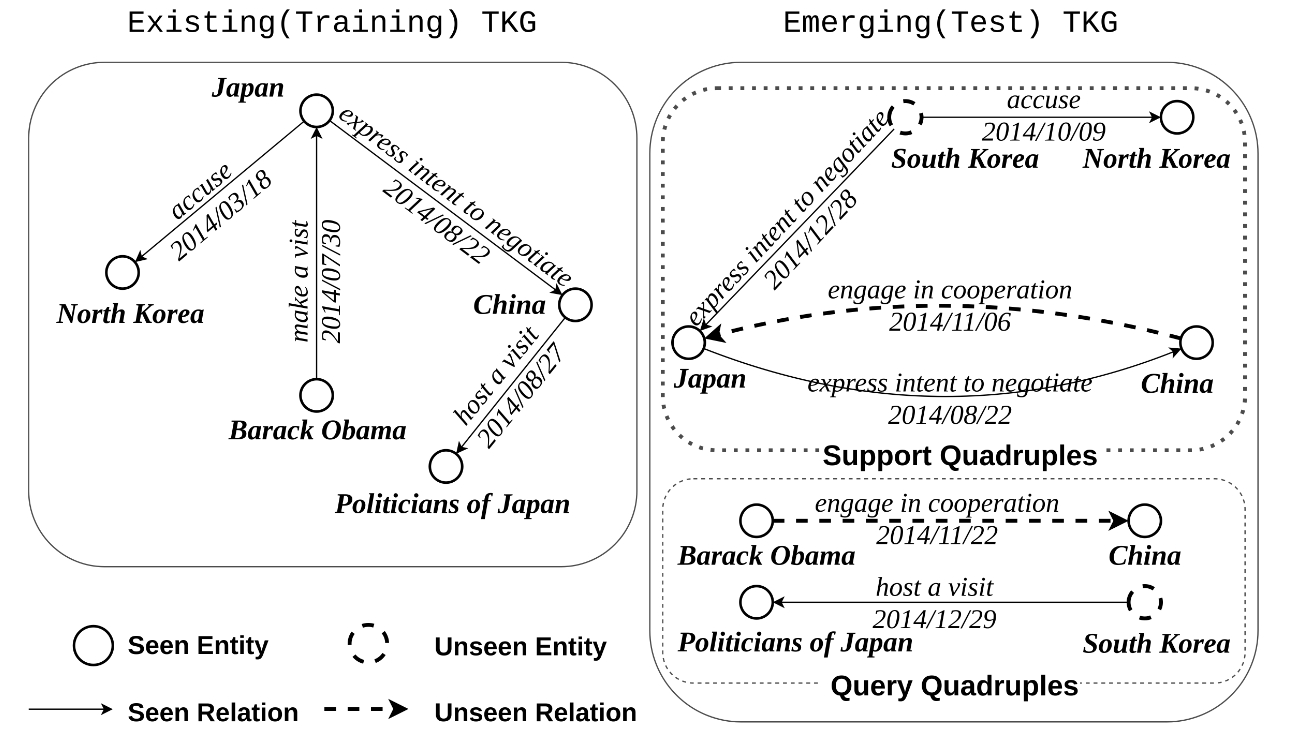 Existing(Training) TKG
Japan
accuse
2014/03/18
make a vist
2014/07/30
express intent to negotiate
2014/08/22
North Korea
China
host a visit
2014/08/27
Barack Obama
Politicians of Japan
Seen Entity
Unseen Entity
Seen Relation
Unseen Relation
Emerging(Test) TKG
accuse
2014/10/09
South Korea
North Korea
express intent to negotiate
2014/12/28
engage in cooperation
2014/11/06
Japan
express intent to negotiate
2014/08/22
China
Support Quadruples
engage in cooperation
2014/11/22
Barack Obama
China
host a visit
2014/12/29
Politicians of Japan
South Korea
Query Quadruples